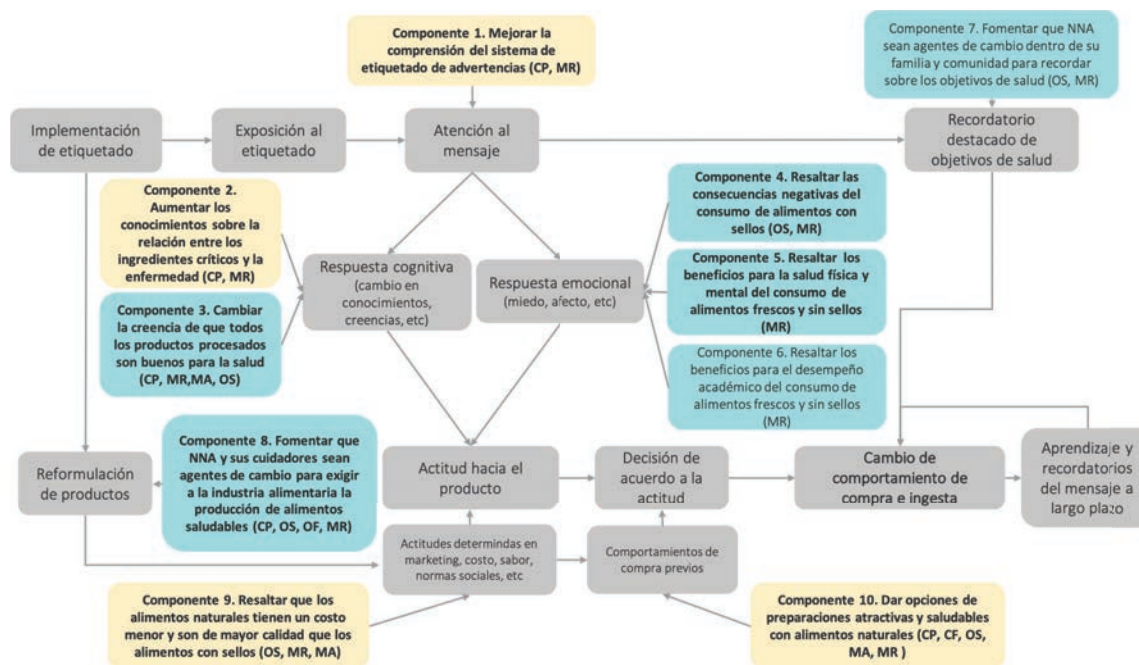 Componente 1. Mejorar la
comprensión del sistema de
etiquetado de advertencias (CP, MR)
Componente 7. Fomentar que NNA
sean agentes de cambio dentro de su
familia y comunidad para recordar
sobre los objetivos de salud (OS, MR)
Implementación
de etiquetado
Exposición al
etiquetado
Atención al
mensaje
Recordatorio
destacado de
objetivos de salud
Componente 2.
Aumentar los
conocimientos sobre la
relación entre los
ingredientes críticos y la
enfermedad (CP, MR)
Componente 4. Resaltar las
consecuencias negativas del
consumo de alimentos con
sellos (OS, MR)
Respuesta cognitiva
(cambio en
conocimientos,
creencias, etc)
Respuesta emocional
(miedo, afecto, etc)
Componente 5. Resaltar los
beneficios para la salud física y
mental del consumo de
alimentos frescos y sin sellos
(MR)
Componente 3. Cambiar
la creencia de que todos
los productos procesados
son buenos para la salud
(CP, MR,MA, OS)
Componente 6. Resaltar los
beneficios para el desempeño
académico del consumo de
alimentos frescos y sin sellos
(MR)
Reformulación
de productos
Componente 8. Fomentar que
NNA y sus cuidadores sean
agentes de cambio para exigir
a la industria alimentaria la
producción de alimentos
saludables (CP, OS, OF, MR)
Actitud hacia el
producto
Decisión de
acuerdo a la
actitud
Cambio de
comportamiento de
compra e ingesta
Aprendizaje y
recordatorios
del mensaje a
largo plazo
Actitudes determindas en
marketing, costo, sabor,
normas sociales, etc
Comportamientos de
compra previos
Componente 9. Resaltar que los
alimentos naturales tienen un costo
menor y son de mayor calidad que los
alimentos con sellos (OS, MR, MA)
Componente 10. Dar opciones de
preparaciones atractivas y saludables
con alimentos naturales (CP, CF, OS,
MA, MR )